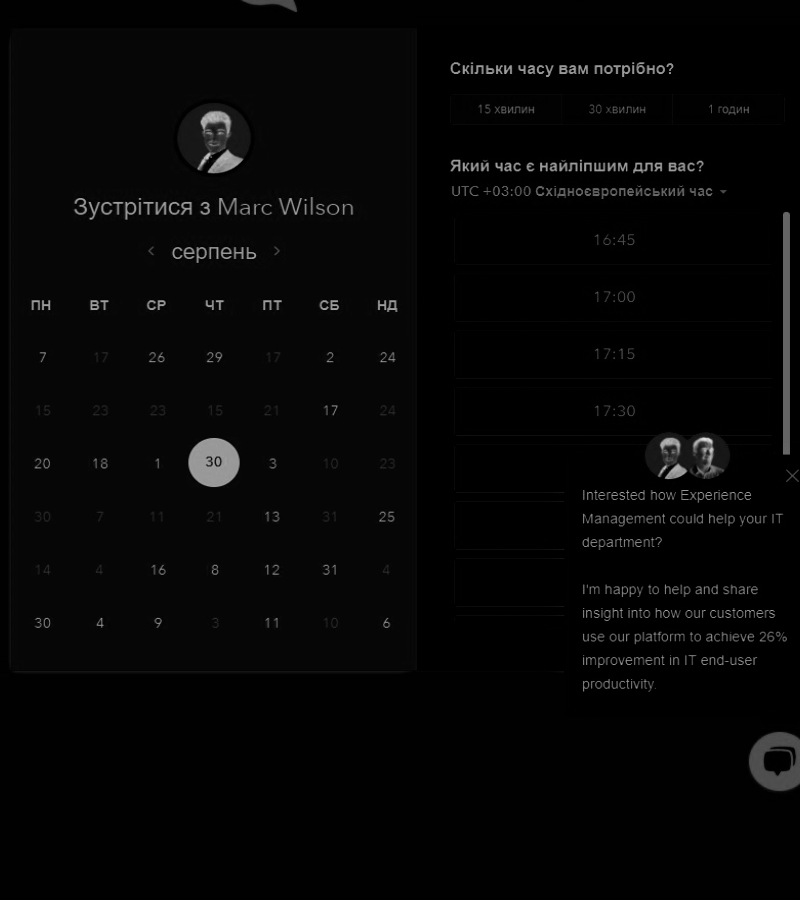 Зустрітися з Marc Wilson
серпень
ПН ВТ СР ЧТ ПТ СБ НД
7 17 26 29 17 2 24
15 23 23 15 21 17 24
20 18 1 30 3 10 23
30 7 11 21 13 31 25
14 4 16 8 12 31 4
30 4 9 3 11 10 6
Скільки часу вам потрібно?
15 хвилин 30 хвилин 1 годин
Який час є найліпшим для вас?
UTC +03:00 Східноєвропейський час
16:45
17:00
17:15
17:30
Interested how Experience
Management could help your IT
department?
I'm happy to help and share
insight into how our customers
use our platform to achieve 26%
improvement in IT end-user
productivity.